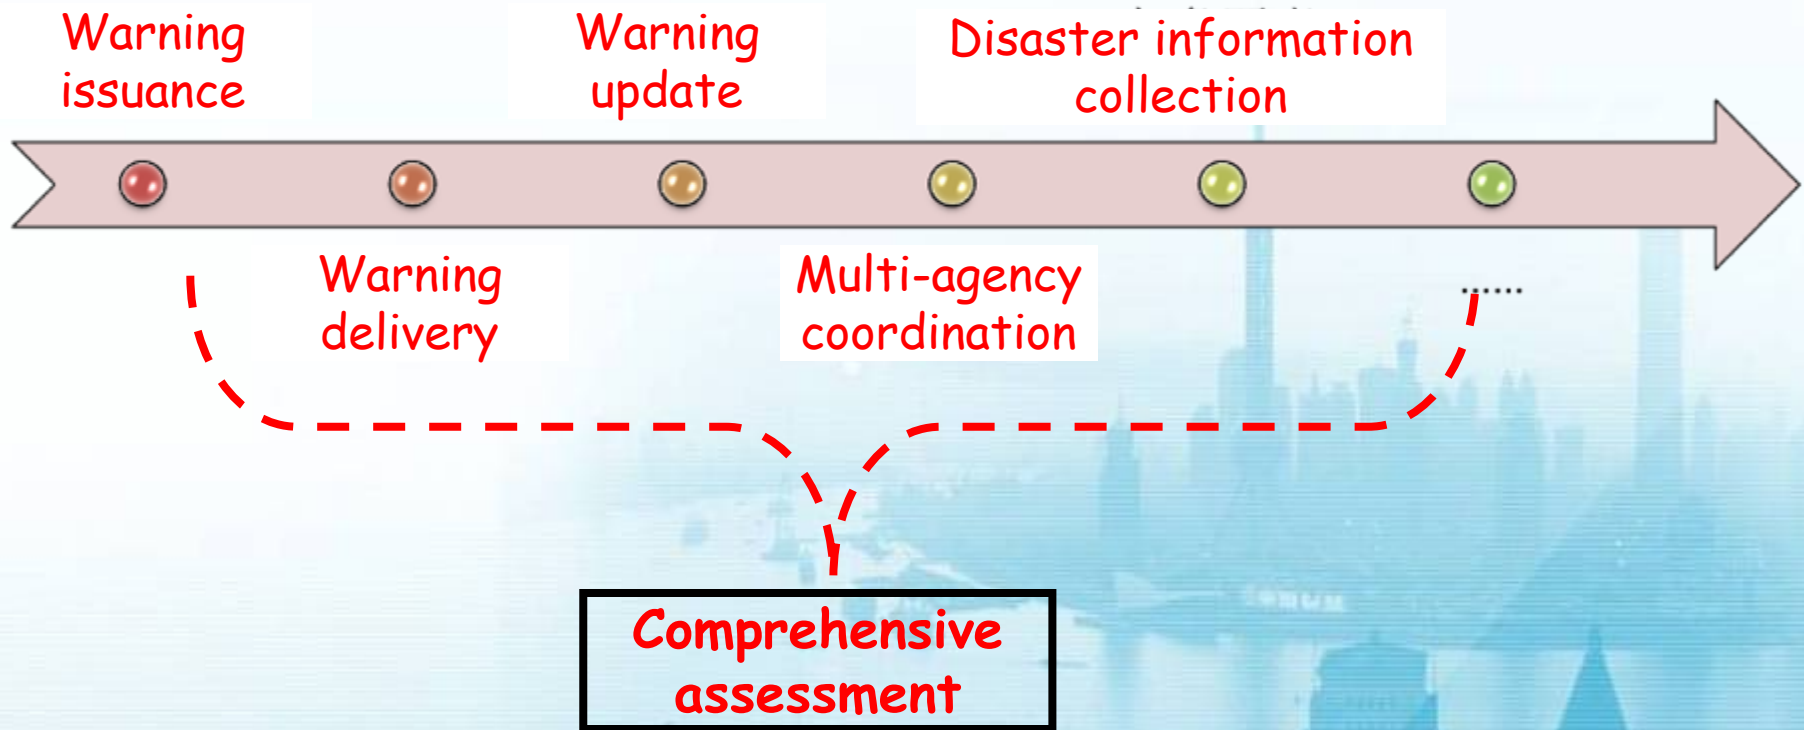 Warning
issuance
Warning
update
Disaster information
collection
Warning
delivery
Multi-agency
coordination
......
Comprehensive
assessment